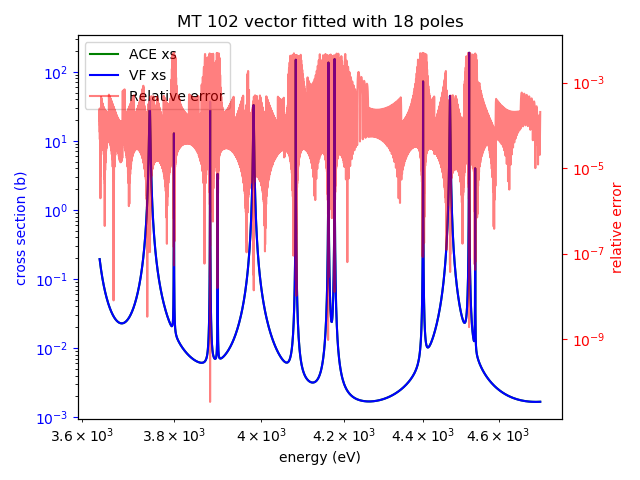 MT 102 vector fitted with 18 poles
ACE xs
VF xs
Relative error
cross section (b)
10²
10¹
10⁰
10⁻¹
10⁻²
10⁻³
10⁻³
10⁻⁵
10⁻⁷
10⁻⁹
relative error
3.6 × 10³ 3.8 × 10³ 4 × 10³ 4.2 × 10³ 4.4 × 10³ 4.6 × 10³
energy (eV)